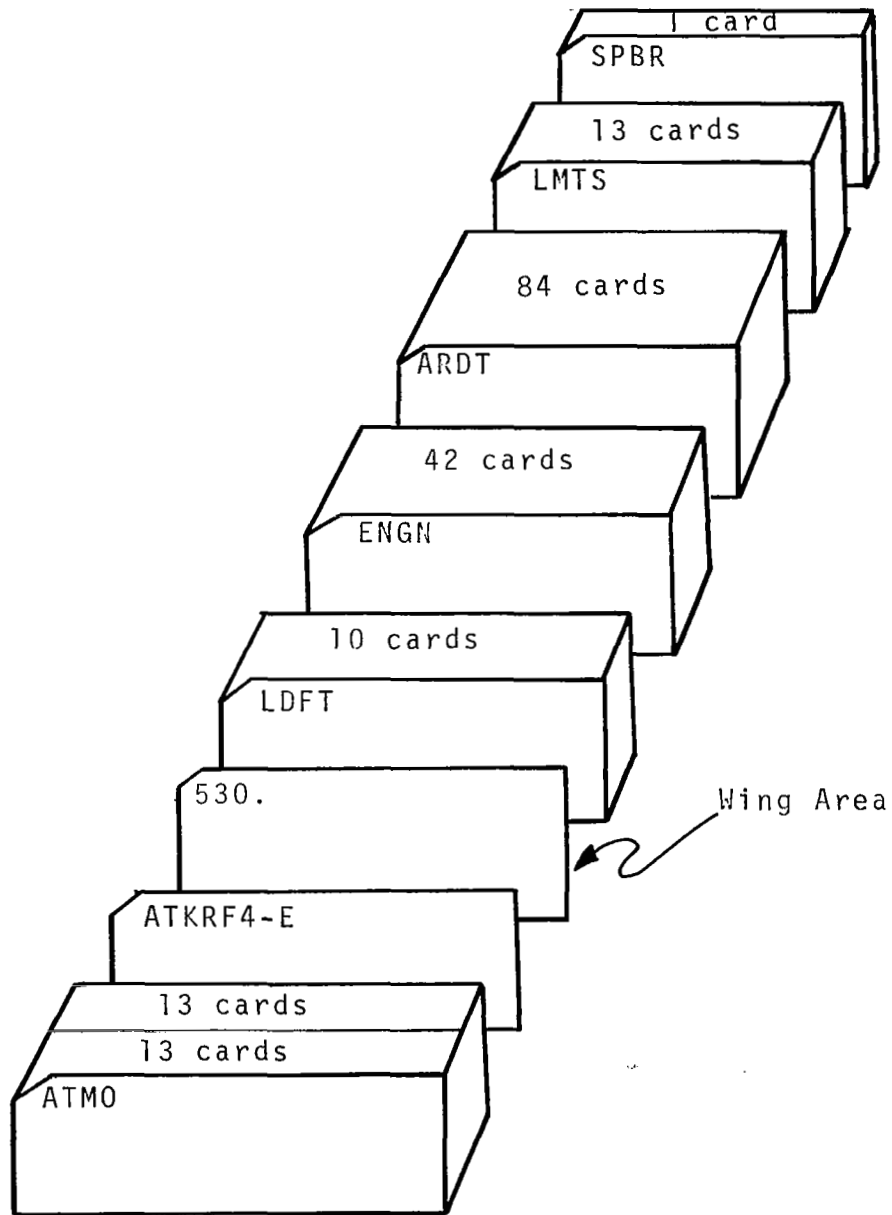 1 card
SPBR
13 cards
LMTS
84 cards
ARDT
42 cards
ENGN
10 cards
LDFT
530.
Wing Area
ATKRF4-E
13 cards
13 cards
ATMO